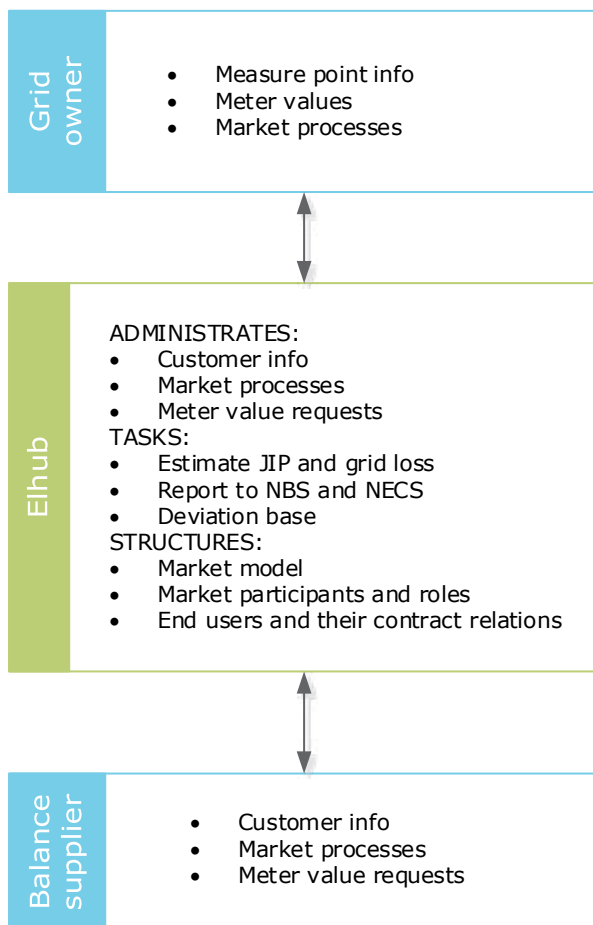 Grid
owner
• Measure point info
• Meter values
• Market processes
Elhub
ADMINISTRATES:
• Customer info
• Market processes
• Meter value requests
TASKS:
• Estimate JIP and grid loss
• Report to NBS and NECS
• Deviation base
STRUCTURES:
• Market model
• Market participants and roles
• End users and their contract relations
Balance
supplier
• Customer info
• Market processes
• Meter value requests